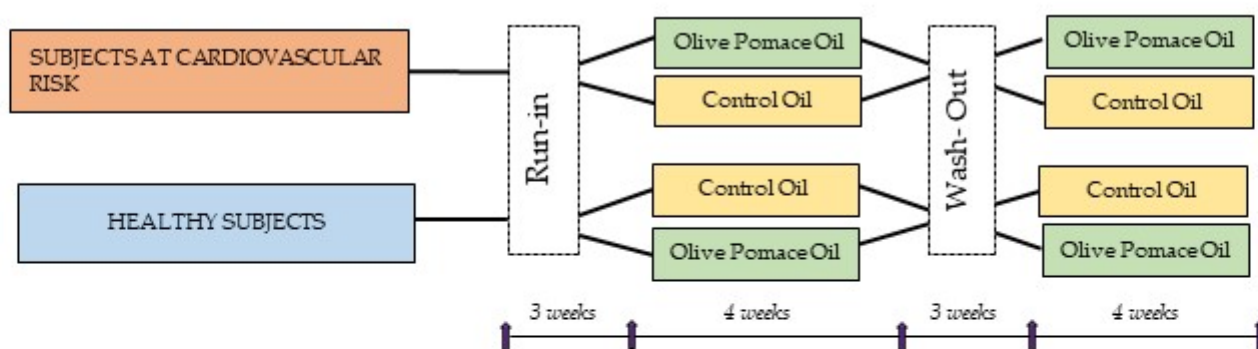 SUBJECTS AT CARDIOVASCULAR
RISK
HEALTHY SUBJECTS
Run-in
Olive Pomace Oil
Control Oil
Control Oil
Olive Pomace Oil
Wash- Out
Olive Pomace Oil
Control Oil
Control Oil
Olive Pomace Oil
3 weeks
4 weeks
3 weeks
4 weeks